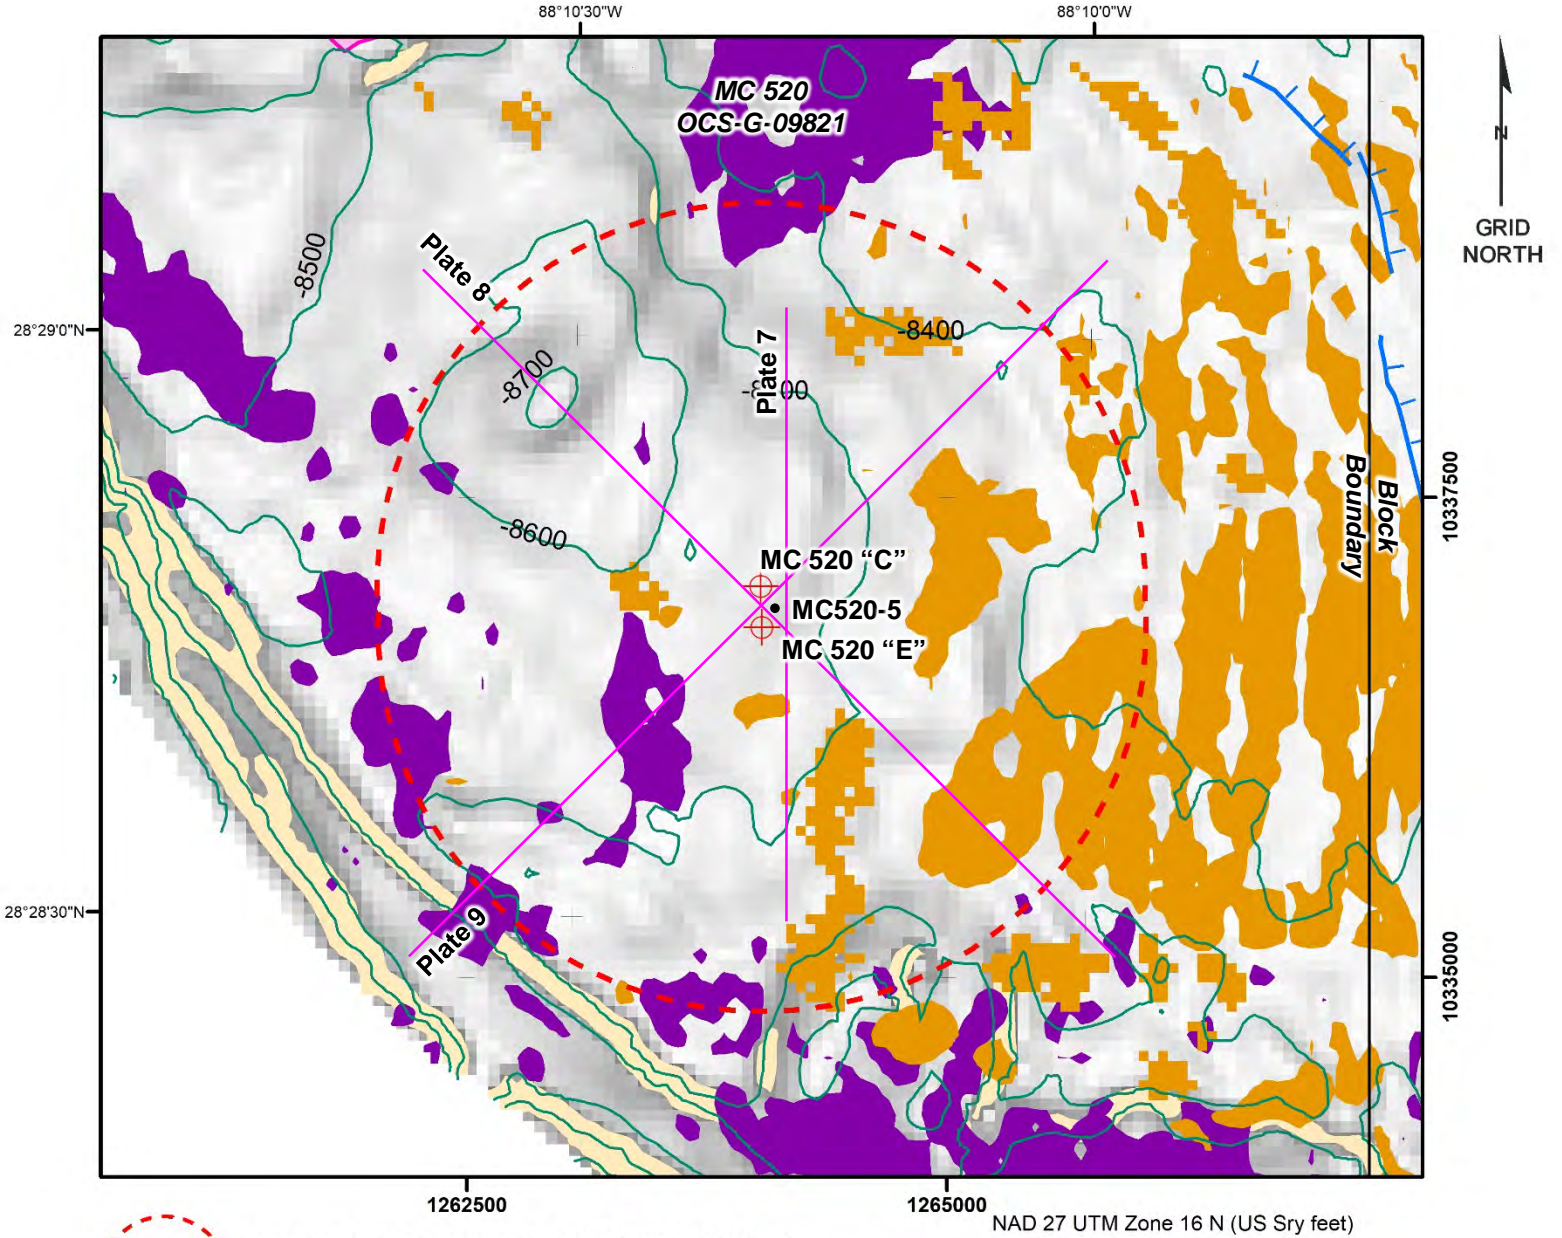 88°10'30"W
88°10'0"W
MC 520
OCS-G-09821
N
GRID
NORTH
Plate 8
-8500
28°29'0"N
-8400
Plate 7
-8700
-8600
Block
Boundary
1037500
MC 520 “C”
MC520-5
MC 520 “E”
28°28'30"N
Plate 9
1035000
1262500
1265000
NAD 27 UTM Zone 16 N (US Sry feet)